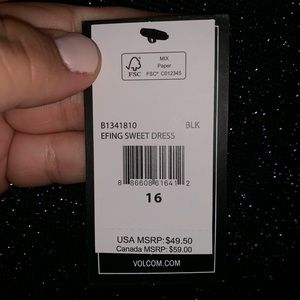 FSC
MIX
Paper
FSC® C012345
B1341810 BLK
EFING SWEET DRESS
8 86608 61641 2
16
USA MSRP: $49.50
Canada MSRP: $59.00
VOLCOM.COM